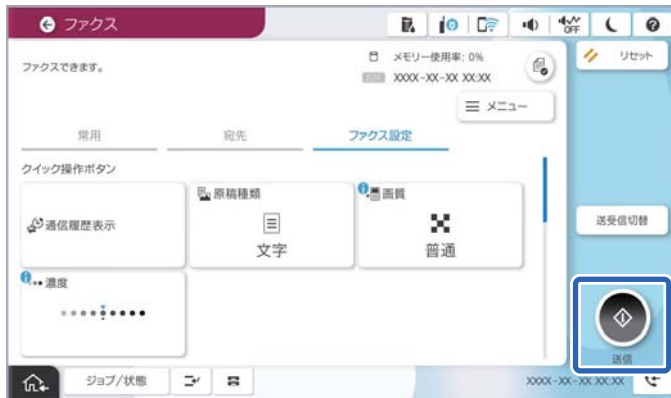 ファクス
OFF
ファクスできます。
メモリー使用率: 0%
XXXX-XX-XX XX:XX
リセット
メニュー
常用
宛先
ファクス設定
クイック操作ボタン
通信履歴表示
原稿種類
文字
画質
普通
送受信切替
濃度
送信
ジョブ/状態
XXXX-XX-XX XX:XX